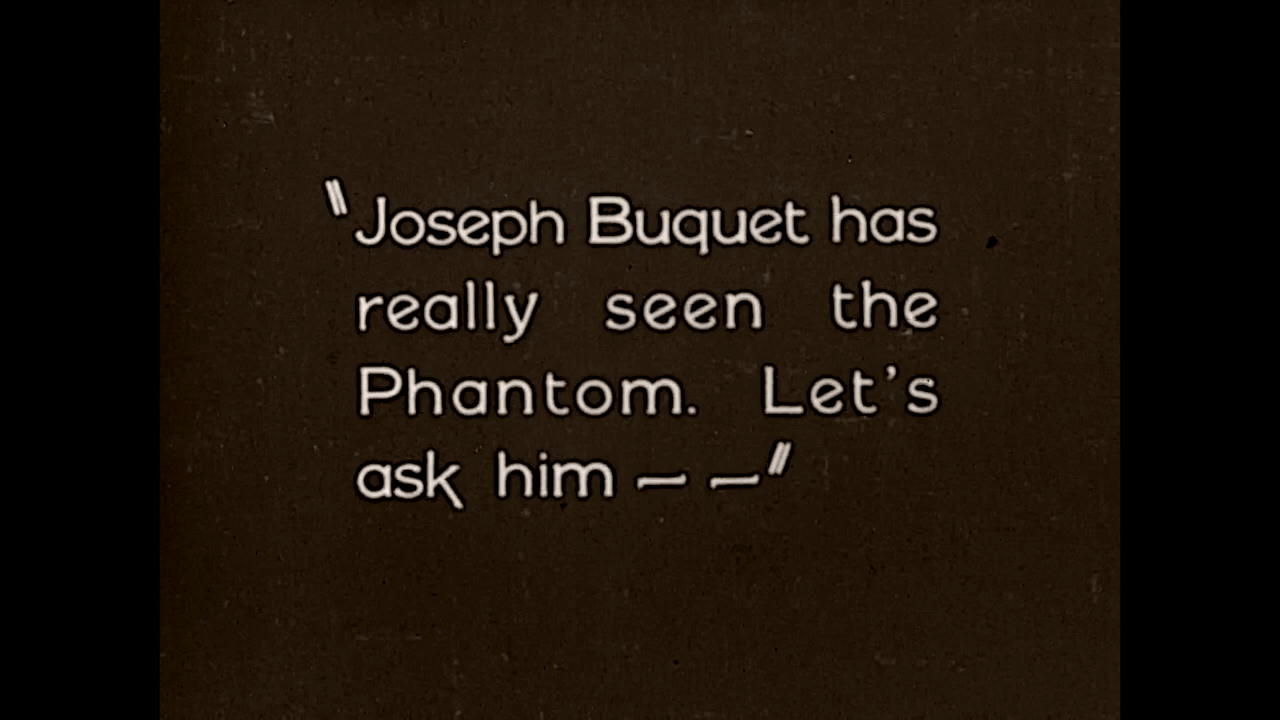 "Joseph Buquet has
really seen the
Phantom. Let's
ask him — —"